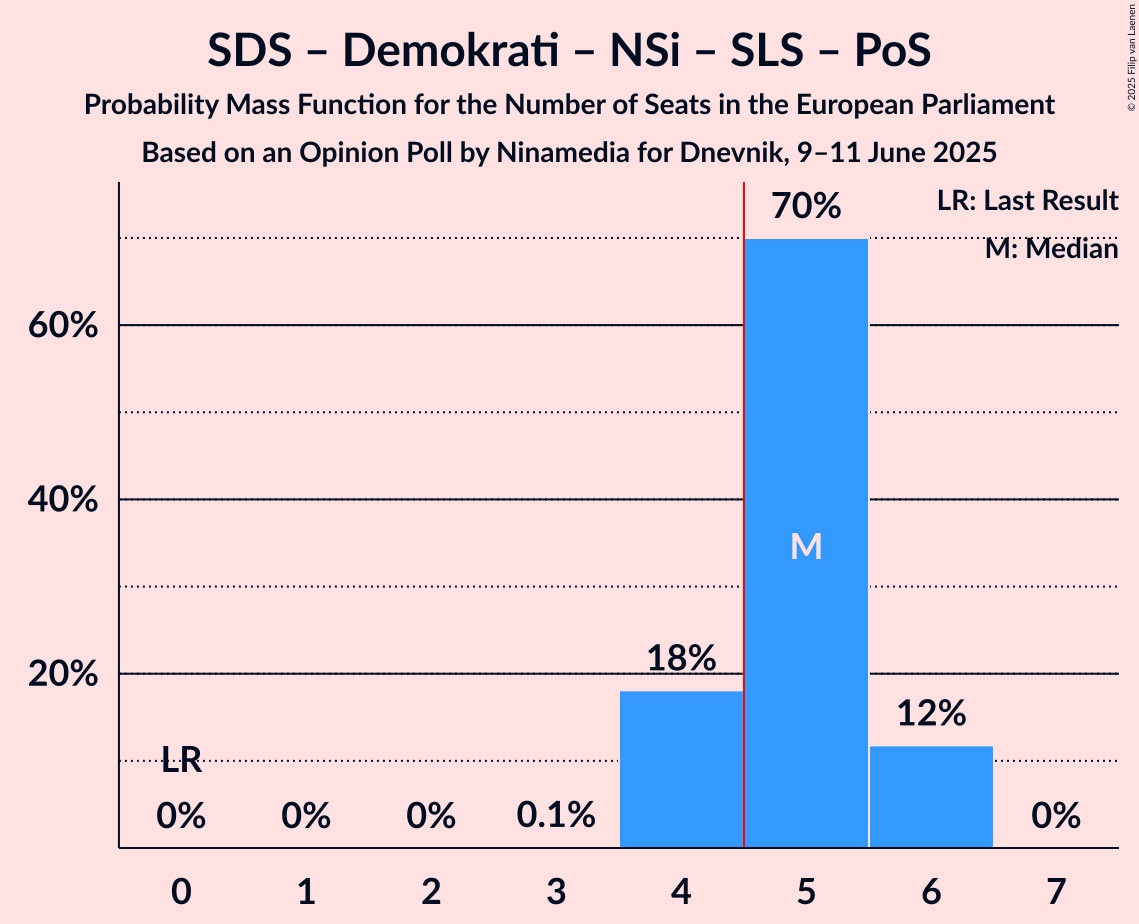 SDS – Demokrati – NSi – SLS – PoS
Probability Mass Function for the Number of Seats in the European Parliament
Based on an Opinion Poll by Ninamedia for Dnevnik, 9–11 June 2025
© 2025 Filip van Laenen
LR: Last Result
M: Median
70%
60%
40%
M
18%
20%
12%
LR
0%
0%
0%
0.1%
0%
0 1 2 3 4 5 6 7